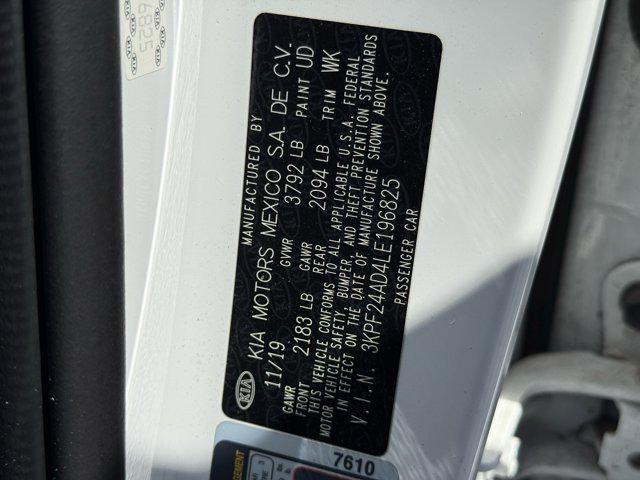 MANUFACTURED BY
KIA KIA MOTORS MEXICO S.A. DE C.V.
11/19 GVWR 3792 LB PAINT UD
GAWR FRONT 2183 LB GAWR REAR 2094 LB TRIM WK
THIS VEHICLE CONFORMS TO ALL APPLICABLE U.S.A. FEDERAL
MOTOR VEHICLE SAFETY, BUMPER, AND THEFT PREVENTION STANDARDS
IN EFFECT ON THE DATE OF MANUFACTURE SHOWN ABOVE.
V.I.N. 3KPF24AD4LE196825
PASSENGER CAR
7610
6825